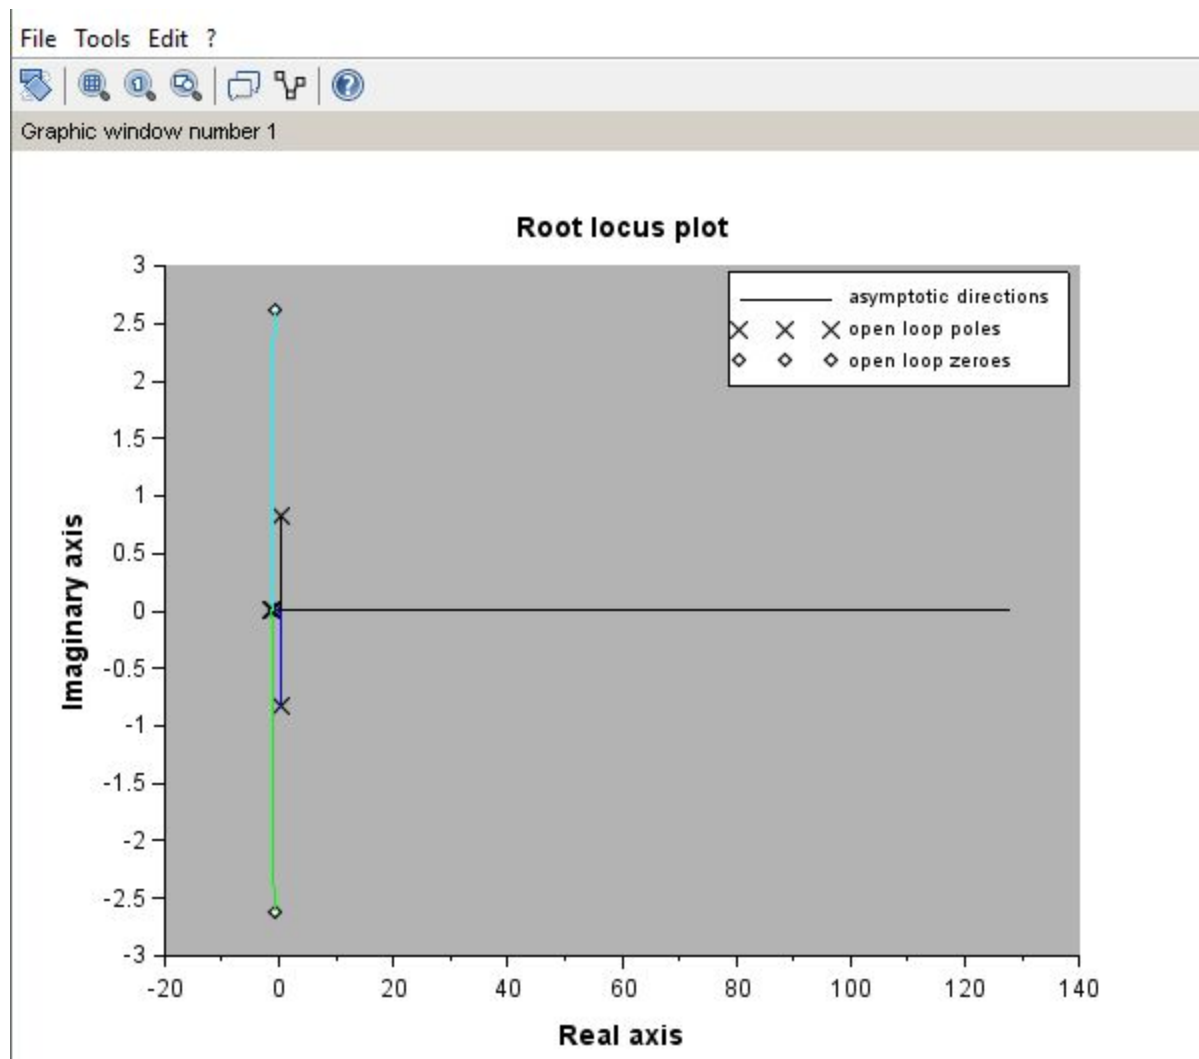 File Tools Edit ?
Graphic window number 1
Root locus plot
asymptotic directions
open loop poles
open loop zeroes
3
2.5
2
1.5
1
0.5
0
-0.5
-1
-1.5
-2
-2.5
-3
Imaginary axis
-20 0 20 40 60 80 100 120 140
Real axis